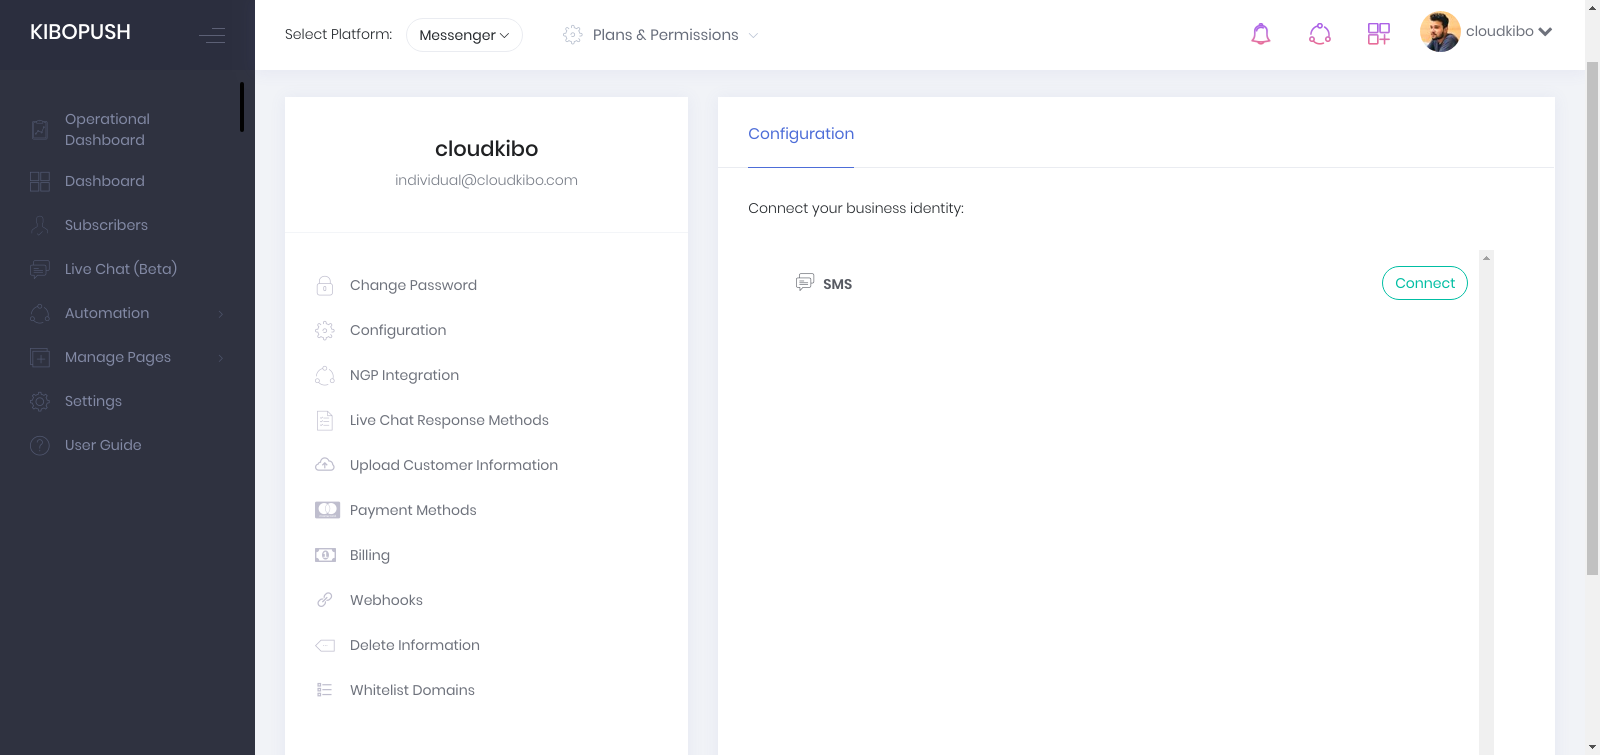 KIBOPUSH
Select Platform:
Messenger
Plans & Permissions
cloudkibo
Operational
Dashboard
Dashboard
Subscribers
Live Chat (Beta)
Automation
Manage Pages
Settings
User Guide
cloudkibo
individual@cloudkibo.com
Change Password
Configuration
NGP Integration
Live Chat Response Methods
Upload Customer Information
Payment Methods
Billing
Webhooks
Delete Information
Whitelist Domains
Configuration
Connect your business identity:
SMS
Connect